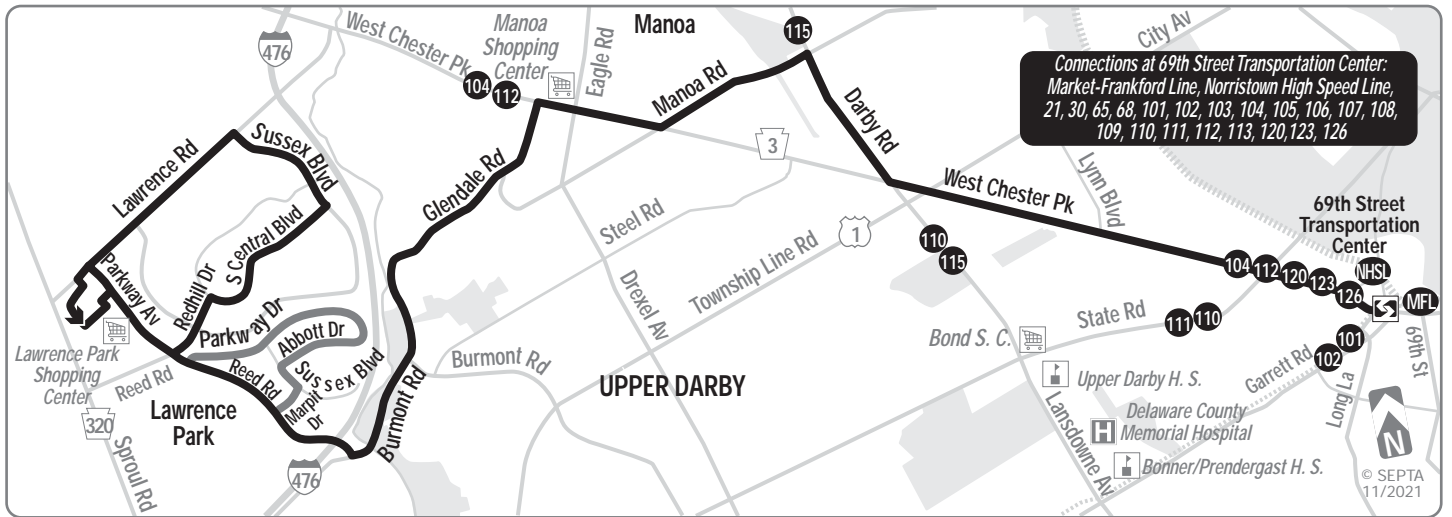 476
West Chester Pk
104
112
Manoa
Shopping
Center
Eagle Rd
Manoa
115
City Av
Connections at 69th Street Transportation Center:
Market-Frankford Line, Norristown High Speed Line,
21, 30, 65, 68, 101, 102, 103, 104, 105, 106, 107, 108,
109, 110, 111, 112, 113, 120,123, 126
Manoa Rd
Darby Rd
3
Lawrence Rd
Sussex Blvd
Glendale Rd
West Chester Pk
Lynn Blvd
69th Street
Transportation
Center
S Central Blvd
Steel Rd
1
110
115
104
112
120
123
126
NHSL
MFL
Parkway Av
Redhill Dr
Township Line Rd
Drexel Av
Parkway Dr
Abbott Dr
Sussex Blvd
State Rd
111
110
101
102
69th St
Bond S. C.
Lawrence Park
Shopping
Center
Reed Rd
Reed Rd
Marpit
Dr
Burmont Rd
Burmont Rd
UPPER DARBY
Garrett Rd
Long La
Upper Darby H. S.
Lawrence
Park
320
Sproul Rd
476
Lansdowne Av
H
Delaware County
Memorial Hospital
Bonner/Prendergast H. S.
N
© SEPTA
11/2021